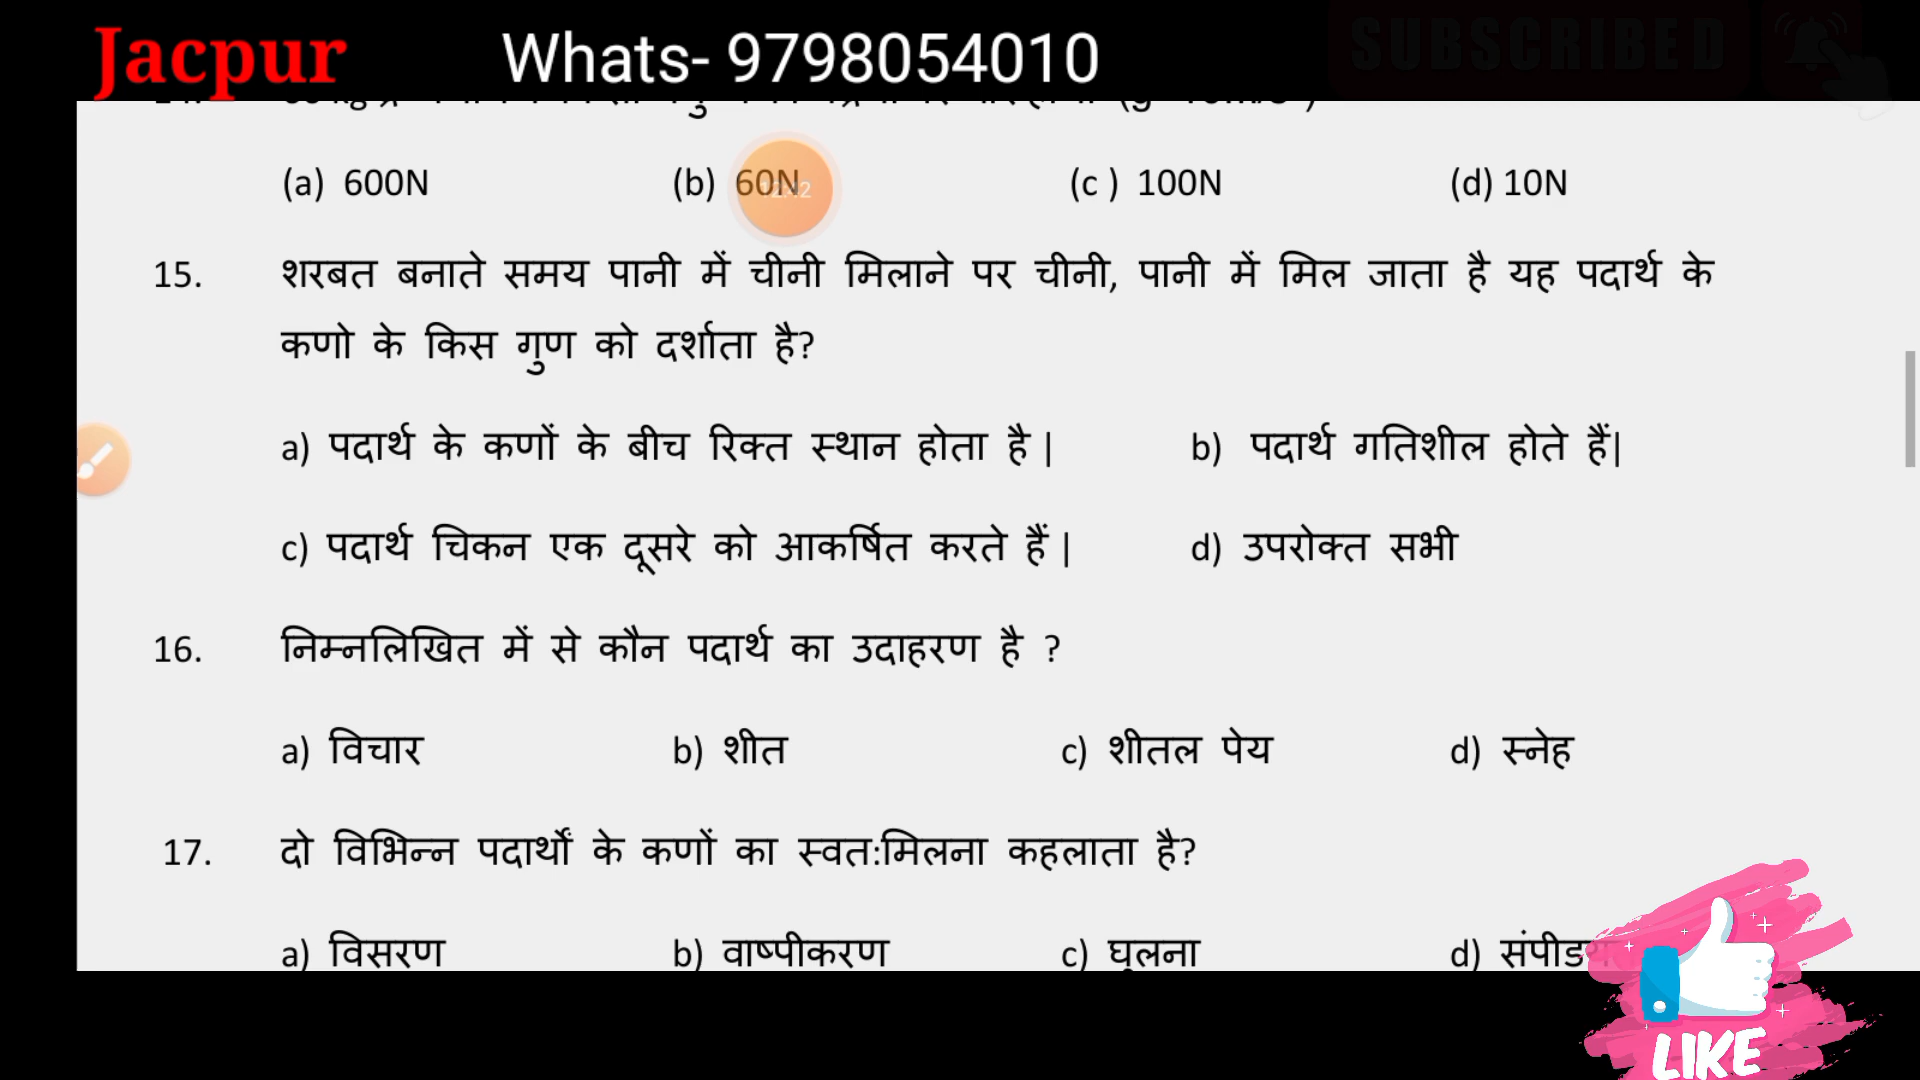 Jacpur Whats- 9798054010 SUBSCRIBED
(a) 600N (b) 60N (c ) 100N (d) 10N
15. शरबत बनाते समय पानी में चीनी मिलाने पर चीनी, पानी में मिल जाता है यह पदार्थ के
कणो के किस गुण को दर्शाता है?
a) पदार्थ के कणों के बीच रिक्त स्थान होता है | b) पदार्थ गतिशील होते हैं|
c) पदार्थ चिकन एक दूसरे को आकर्षित करते हैं | d) उपरोक्त सभी
16. निम्नलिखित में से कौन पदार्थ का उदाहरण है ?
a) विचार b) शीत c) शीतल पेय d) स्नेह
17. दो विभिन्न पदार्थों के कणों का स्वत:मिलना कहलाता है?
a) विसरण b) वाष्पीकरण c) घूलना d)
LIKE